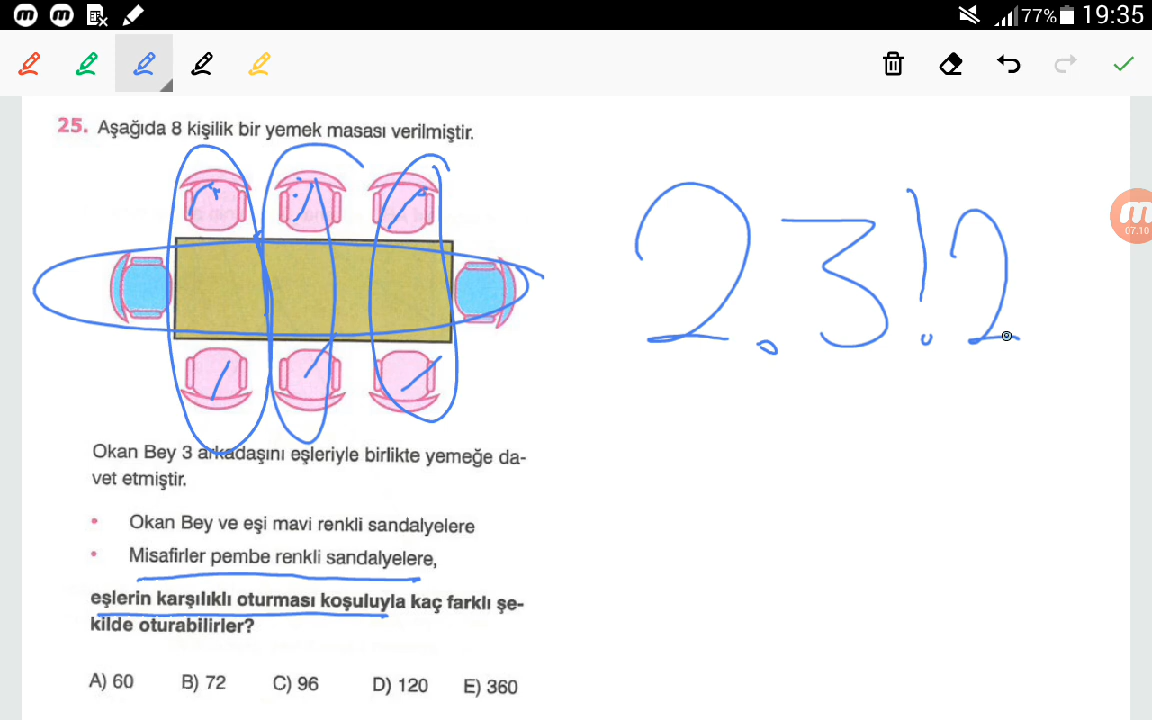 77% 19:35
07:10
25. Aşağıda 8 kişilik bir yemek masası verilmiştir.
2.3!.2
Okan Bey 3 arkadaşını eşleriyle birlikte yemeğe da-
vet etmiştir.
• Okan Bey ve eşi mavi renkli sandalyelere
• Misafirler pembe renkli sandalyelere,
eşlerin karşılıklı oturması koşuluyla kaç farklı şe-
kilde oturabilirler?
A) 60 B) 72 C) 96 D) 120 E) 360